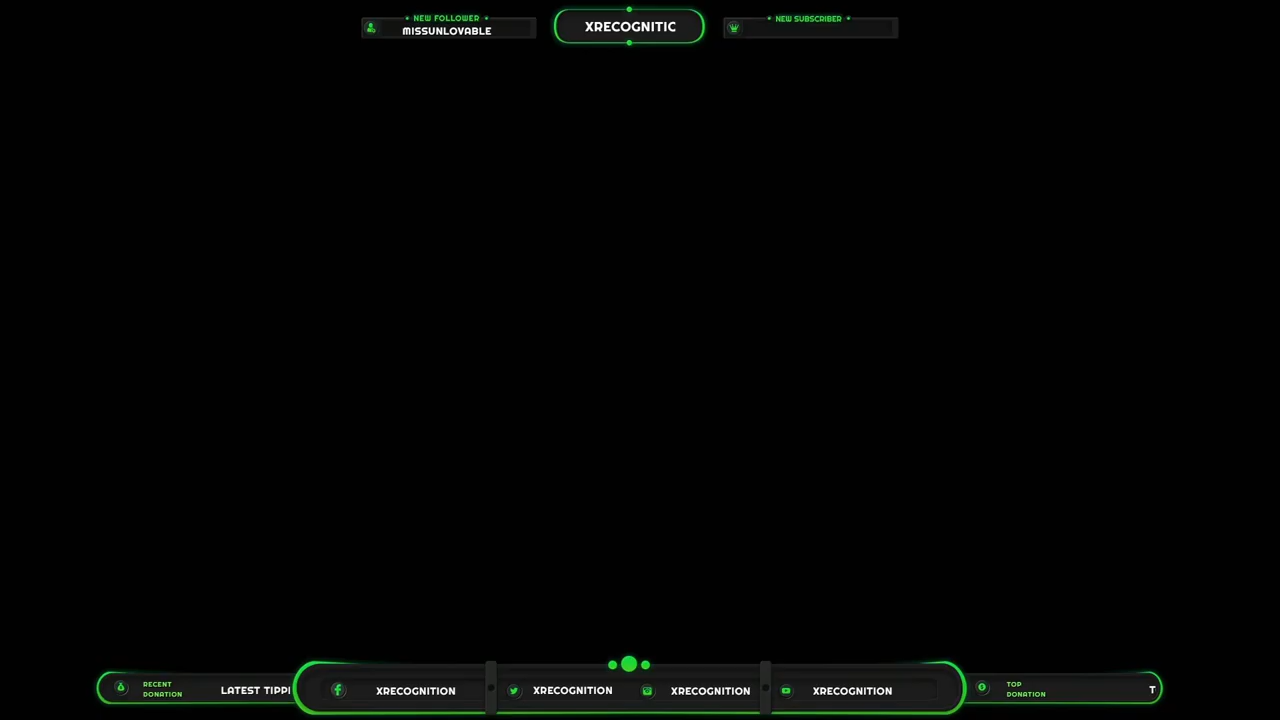 NEW FOLLOWER
MISSUNLOVABLE
XRECOGNITIC
NEW SUBSCRIBER
RECENT
DONATION
LATEST TIPPI
XRECOGNITION
XRECOGNITION
XRECOGNITION
XRECOGNITION
TOP
DONATION
T